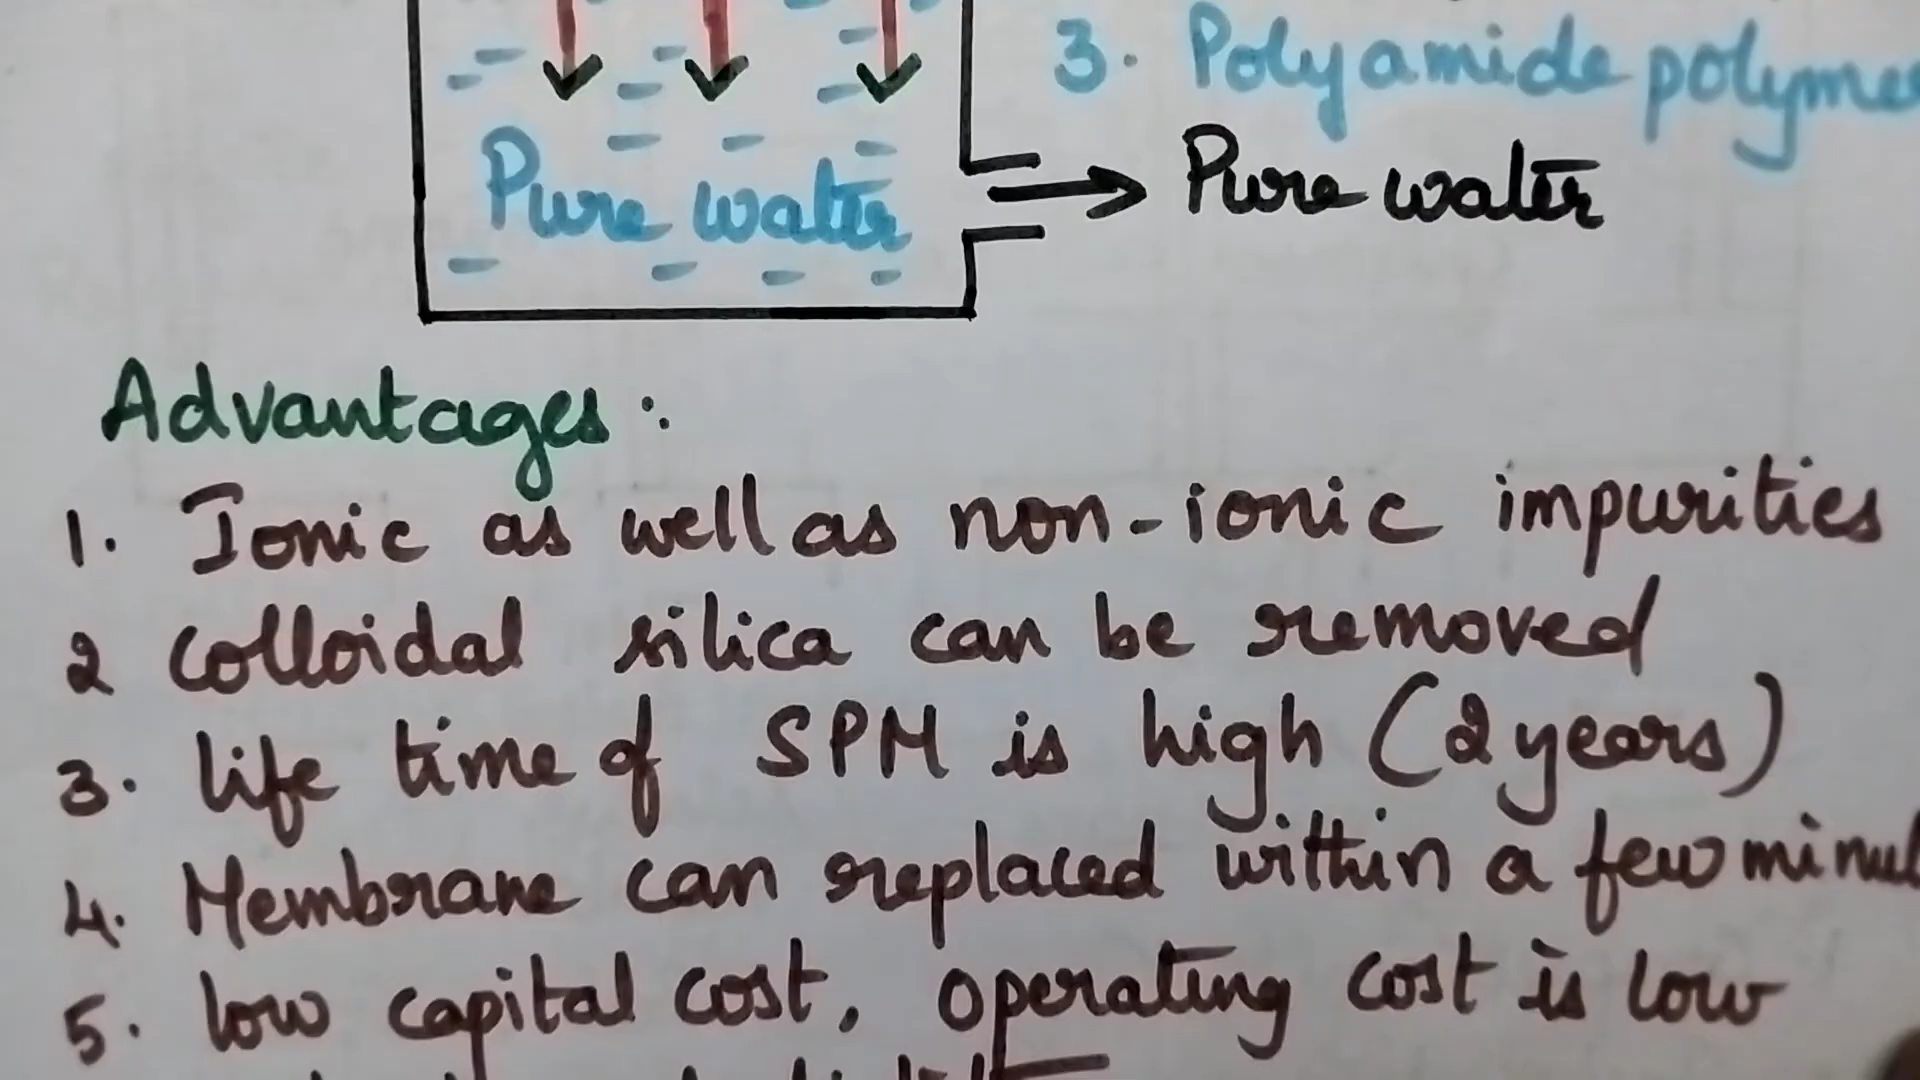 3. Polyamide
Pure water
Pure water
Advantages :
1. Ionic as well as non-ionic impurities
2 colloidal silica can be removed
3. life time of SPM is high (2 years)
4. Membrane can replaced within a few
5. low capital cost, operating cost is low